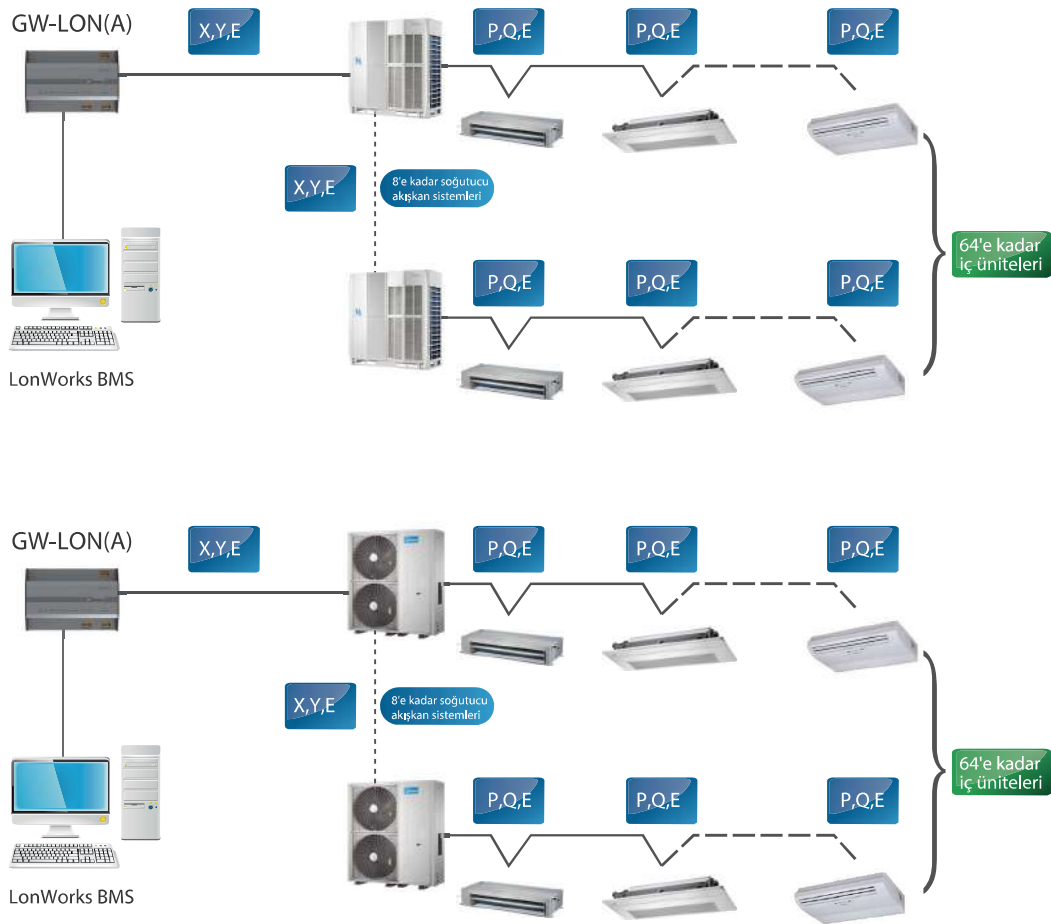 GW-LON(A)
X,Y,E
P,Q,E
P,Q,E
P,Q,E
X,Y,E
8'e kadar soğutucu
akışkan sistemleri
64'e kadar
iç üniteleri
P,Q,E
P,Q,E
P,Q,E
LonWorks BMS
GW-LON(A)
X,Y,E
P,Q,E
P,Q,E
P,Q,E
X,Y,E
8'e kadar soğutucu
akışkan sistemleri
64'e kadar
iç üniteleri
P,Q,E
P,Q,E
P,Q,E
LonWorks BMS